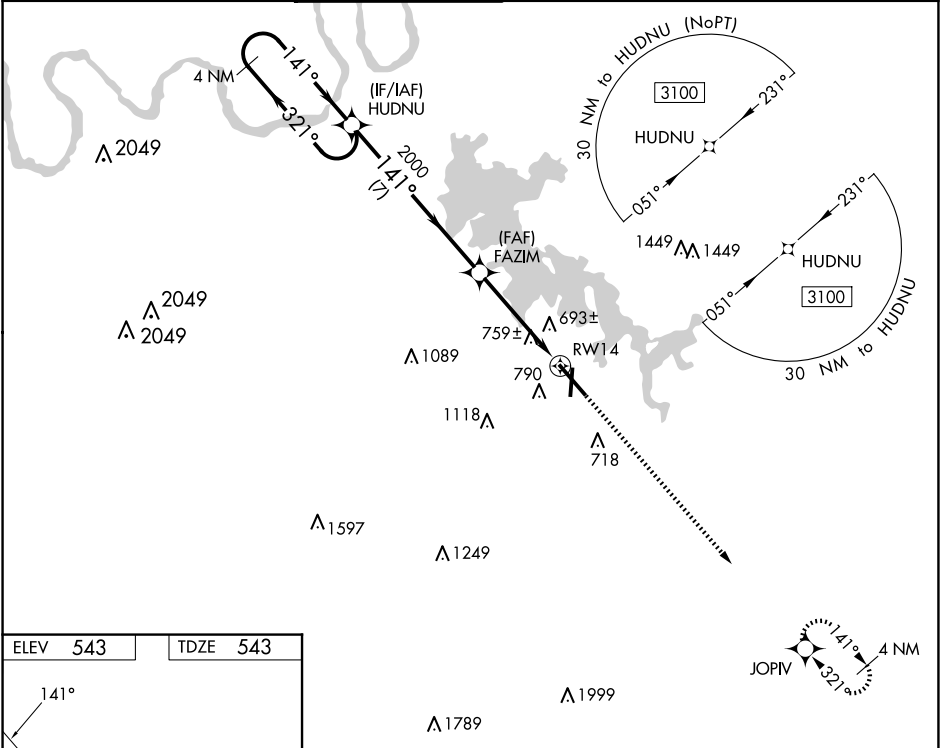 30 NM to HUDNU (NoPT)
3100
HUDNU
231°
051°
4 NM
141°
321°
(IF/IAF)
HUDNU
2000
141°
(7)
2049
(FAF)
FAZIM
1449
1449
231°
HUDNU
3100
051°
30 NM to HUDNU
2049
2049
693±
759±
RW14
1089
790
1118
718
1597
1249
ELEV 543
TDZE 543
141°
141°
4 NM
JOPIV
321°
1999
1789